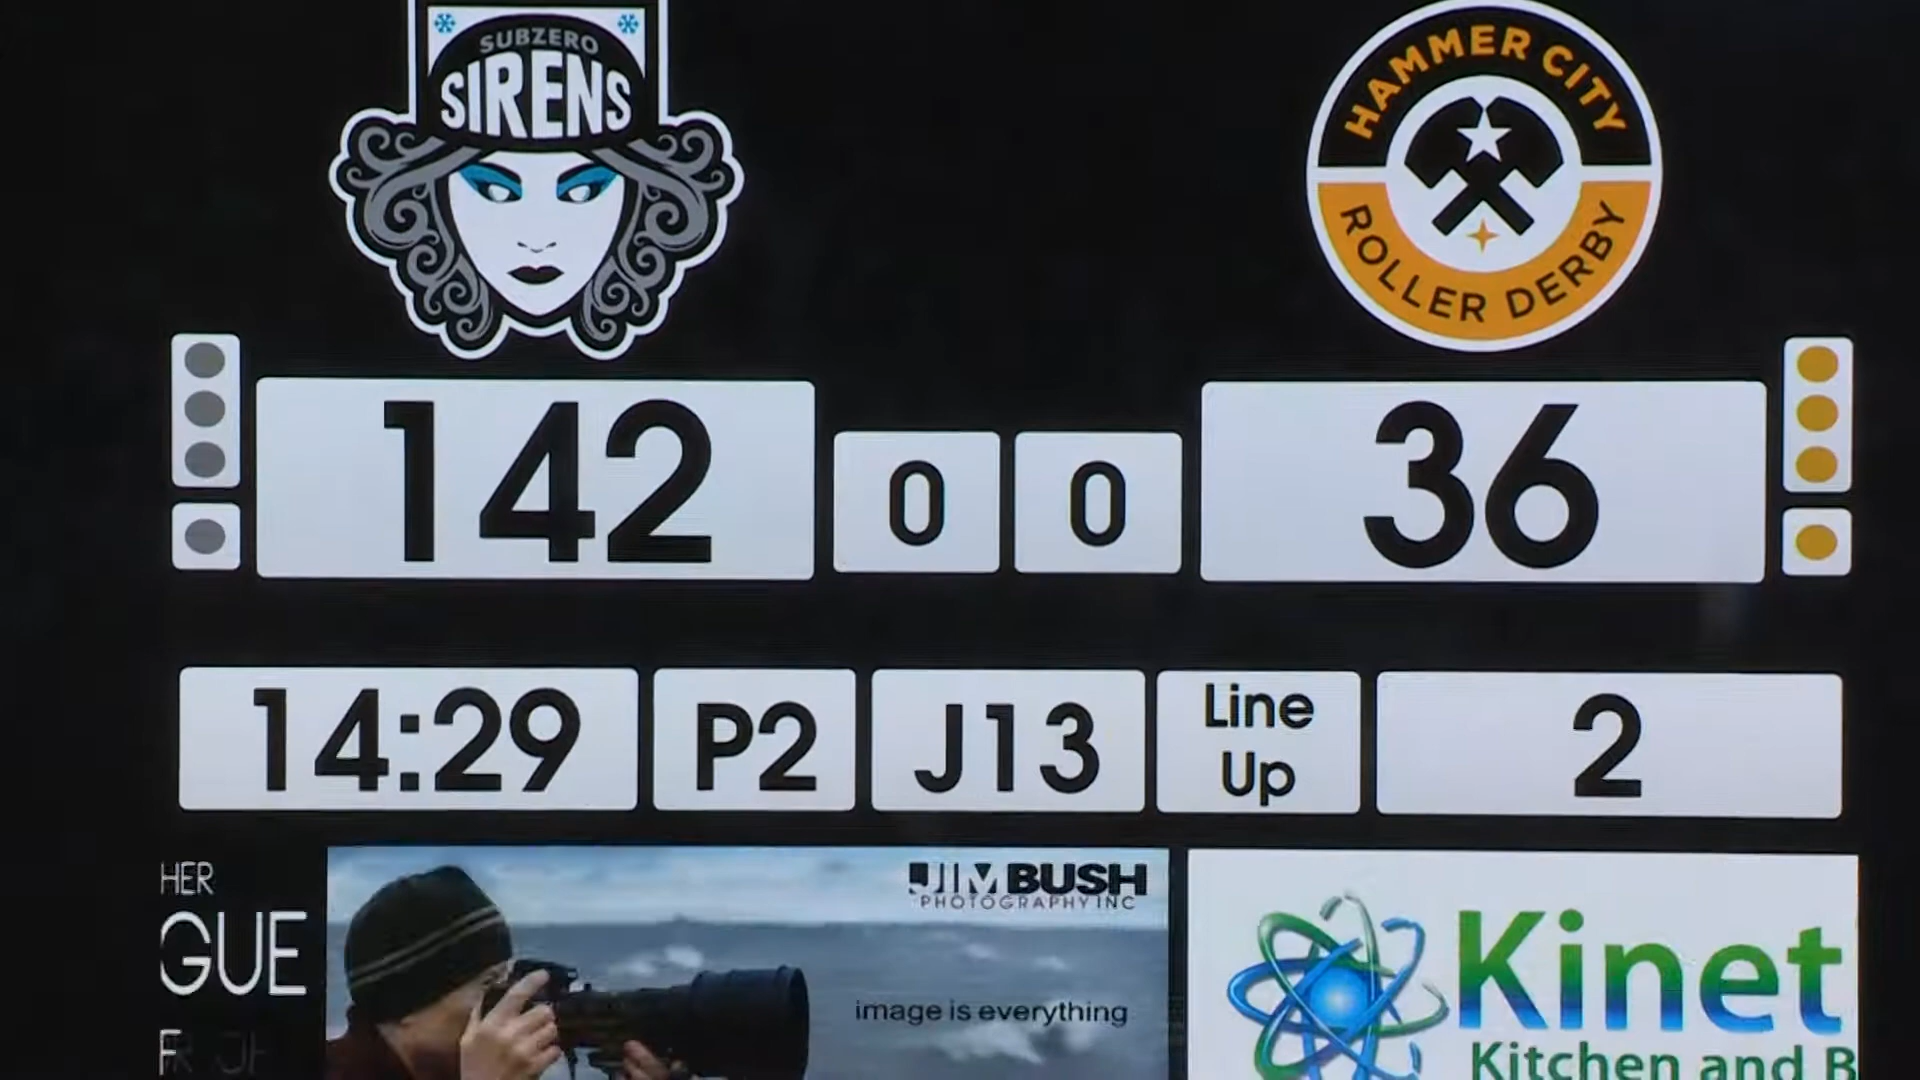 SUBZERO
SIRENS
HAMMER CITY
ROLLER DERBY
142
0
0
36
14:29
P2
J13
Line
Up
2
HER
GUE
JIM BUSH
PHOTOGRAPHY INC
image is everything
Kinet
Kitchen and B